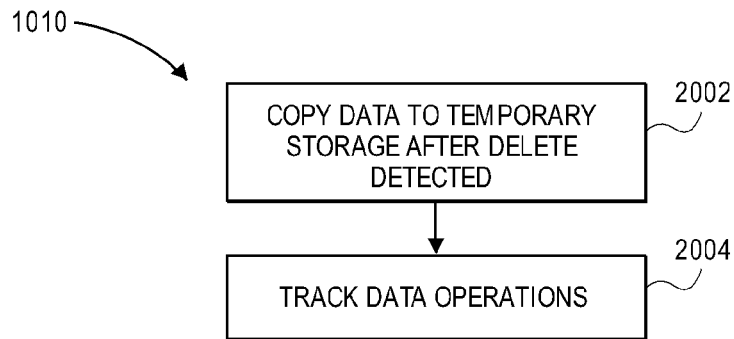 1010
2002
COPY DATA TO TEMPORARY
STORAGE AFTER DELETE
DETECTED
2004
TRACK DATA OPERATIONS